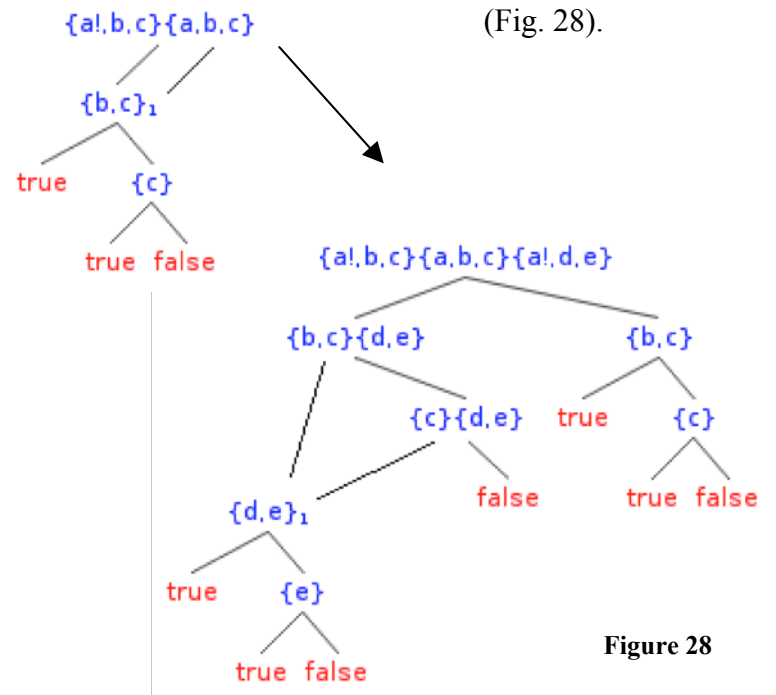 {a!,b,c}{a,b,c}
(Fig. 28).
{b,c}₁
true {c}
true false
{a!,b,c}{a,b,c}{a!,d,e}
{b,c}{d,e} {b,c}
{c}{d,e} true {c}
false true false
{d,e}₁
true {e}
true false
Figure 28